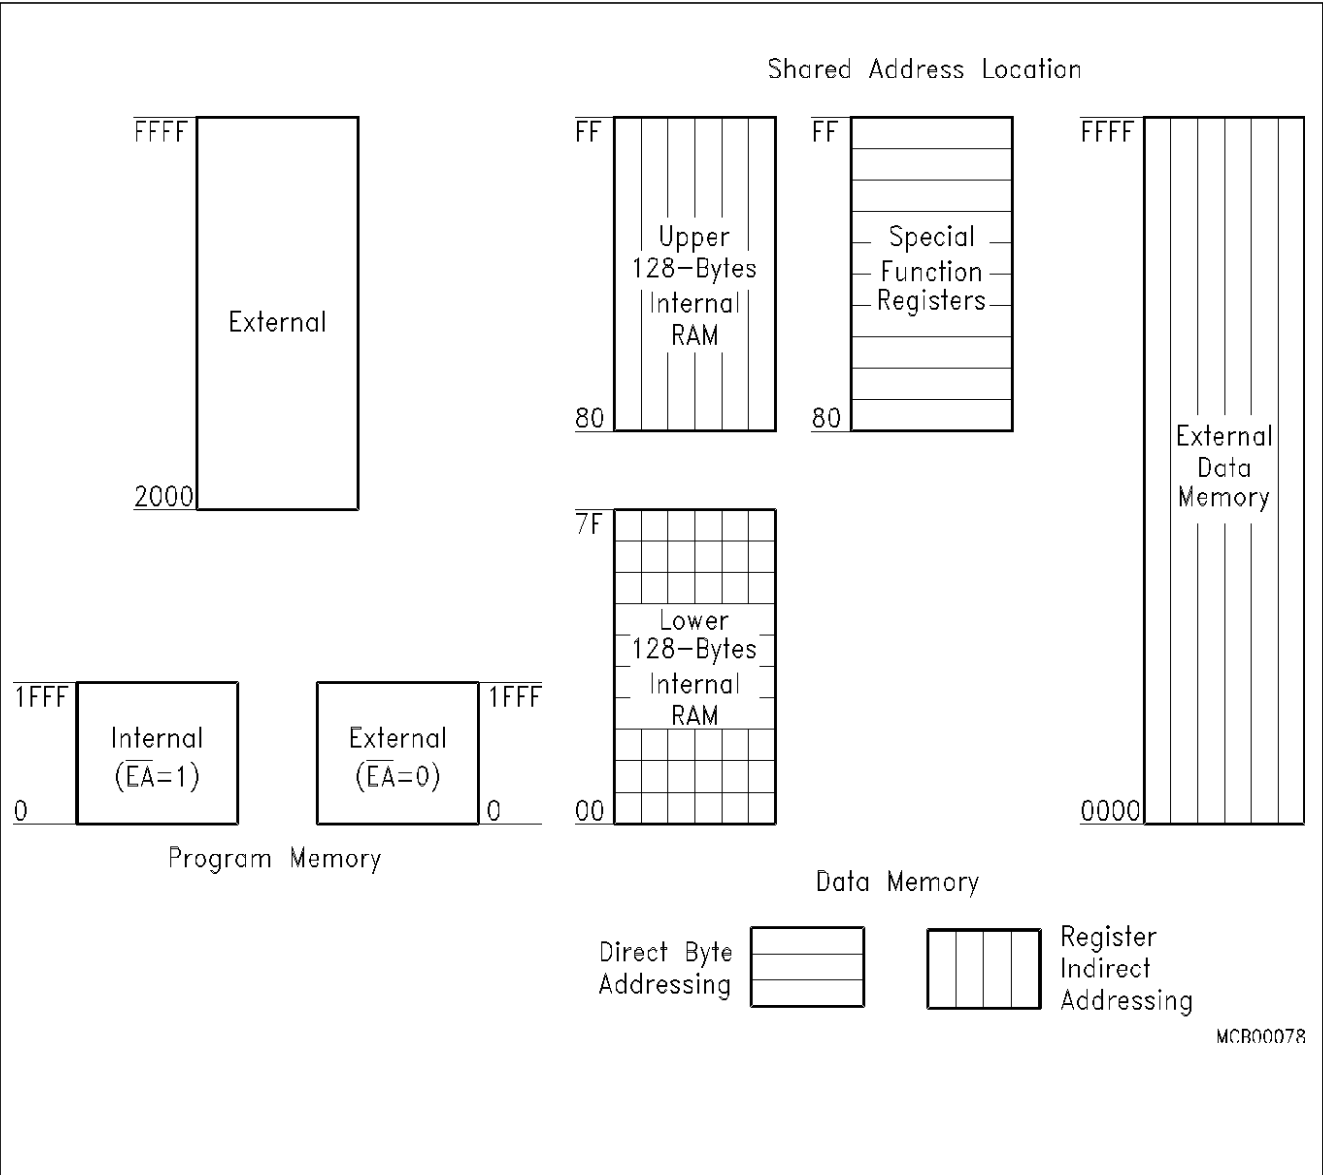 Shared Address Location
FFFF
External
2000
1FFF
Internal
(E̅A̅=1)
0
External
(E̅A̅=0)
1FFF
0
Program Memory
FF
Upper
128-Bytes
Internal
RAM
80
FF
Special
Function
Registers
80
7F
Lower
128-Bytes
Internal
RAM
00
FFFF
External
Data
Memory
0000
Data Memory
Direct Byte
Addressing
Register
Indirect
Addressing
MCB00078